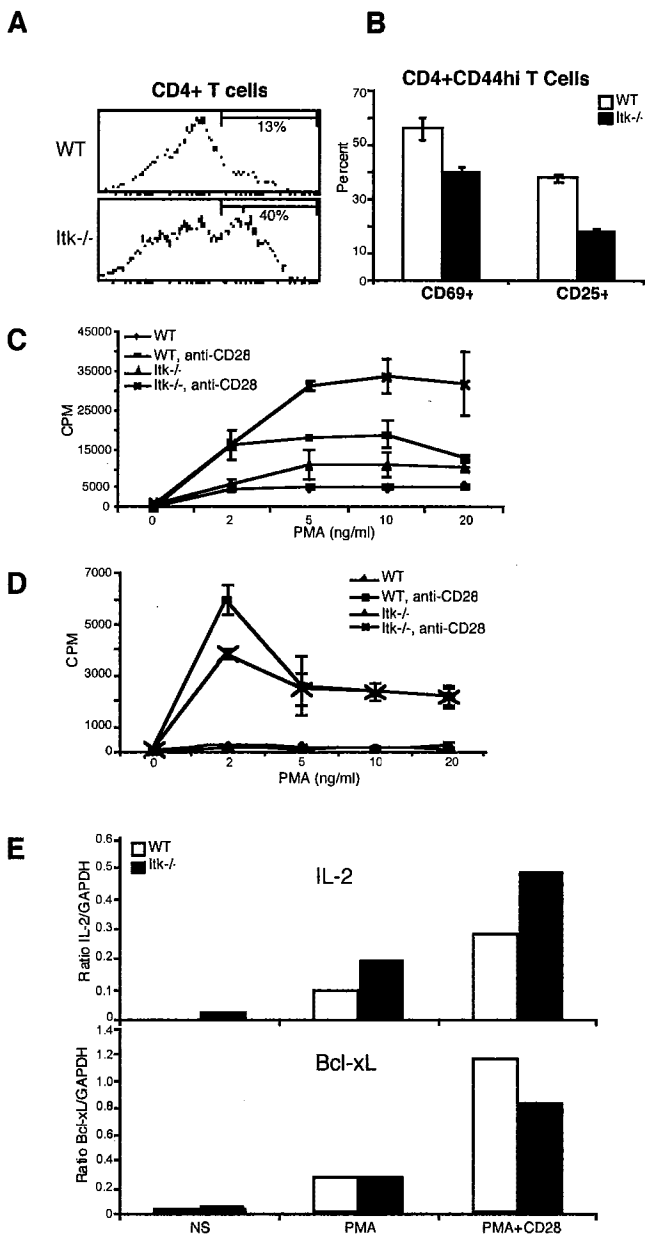 A
B
CD4+ T cells
WT
13%
Itk-/-
40%
CD4+CD44hi T Cells
WT
Itk-/-
Percent
70
50
30
10
0
CD69+
CD25+
C
WT
WT, anti-CD28
Itk-/-
Itk-/-, anti-CD28
CPM
45000
35000
25000
15000
5000
0
0
2
5
10
20
PMA (ng/ml)
D
WT
WT, anti-CD28
Itk-/-
Itk-/-, anti-CD28
CPM
7000
5000
3000
1000
0
0
2
5
10
20
PMA (ng/ml)
E
WT
Itk-/-
IL-2
Ratio IL-2/GAPDH
0.6
0.5
0.4
0.3
0.2
0.1
0
Bcl-xL
Ratio Bcl-xL/GAPDH
1.4
1.2
1.0
0.8
0.6
0.4
0.2
0
NS
PMA
PMA+CD28